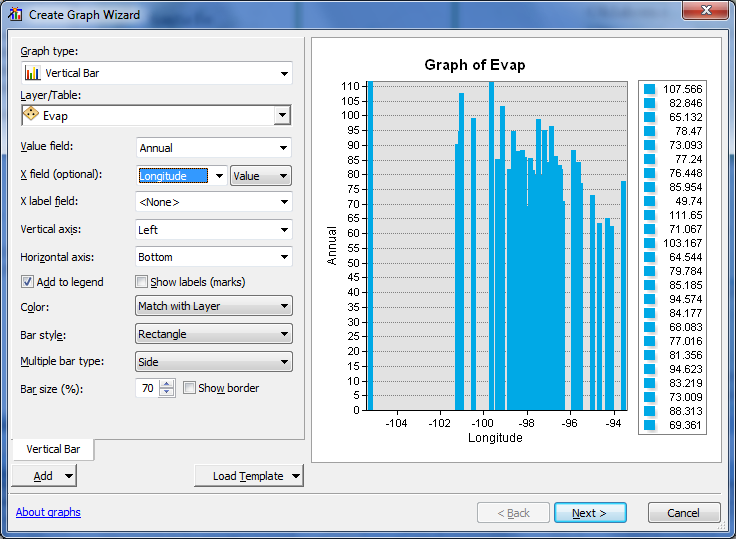 Create Graph Wizard
Graph type:
Vertical Bar
Layer/Table:
Evap
Value field: Annual
X field (optional): Longitude Value
X label field: <None>
Vertical axis: Left
Horizontal axis: Bottom
Add to legend Show labels (marks)
Color: Match with Layer
Bar style: Rectangle
Multiple bar type: Side
Bar size (%): 70 Show border
Vertical Bar
Add Load Template
Graph of Evap
110
105
100
95
90
85
80
75
70
65
60
55
50
45
40
35
30
25
20
15
10
5
0
Annual
-104 -102 -100 -98 -96 -94
Longitude
107.566
82.846
65.132
78.47
73.093
77.24
76.448
85.954
49.74
111.65
71.067
103.167
64.544
79.784
85.185
94.574
84.177
68.083
77.016
81.356
94.623
83.219
73.009
88.313
69.361
About graphs
< Back Next > Cancel